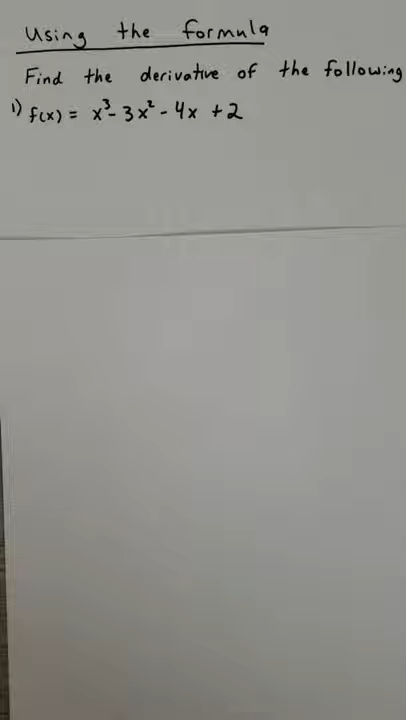 Using the formula
Find the derivative of the following
1) f(x) = x³- 3x² - 4x + 2